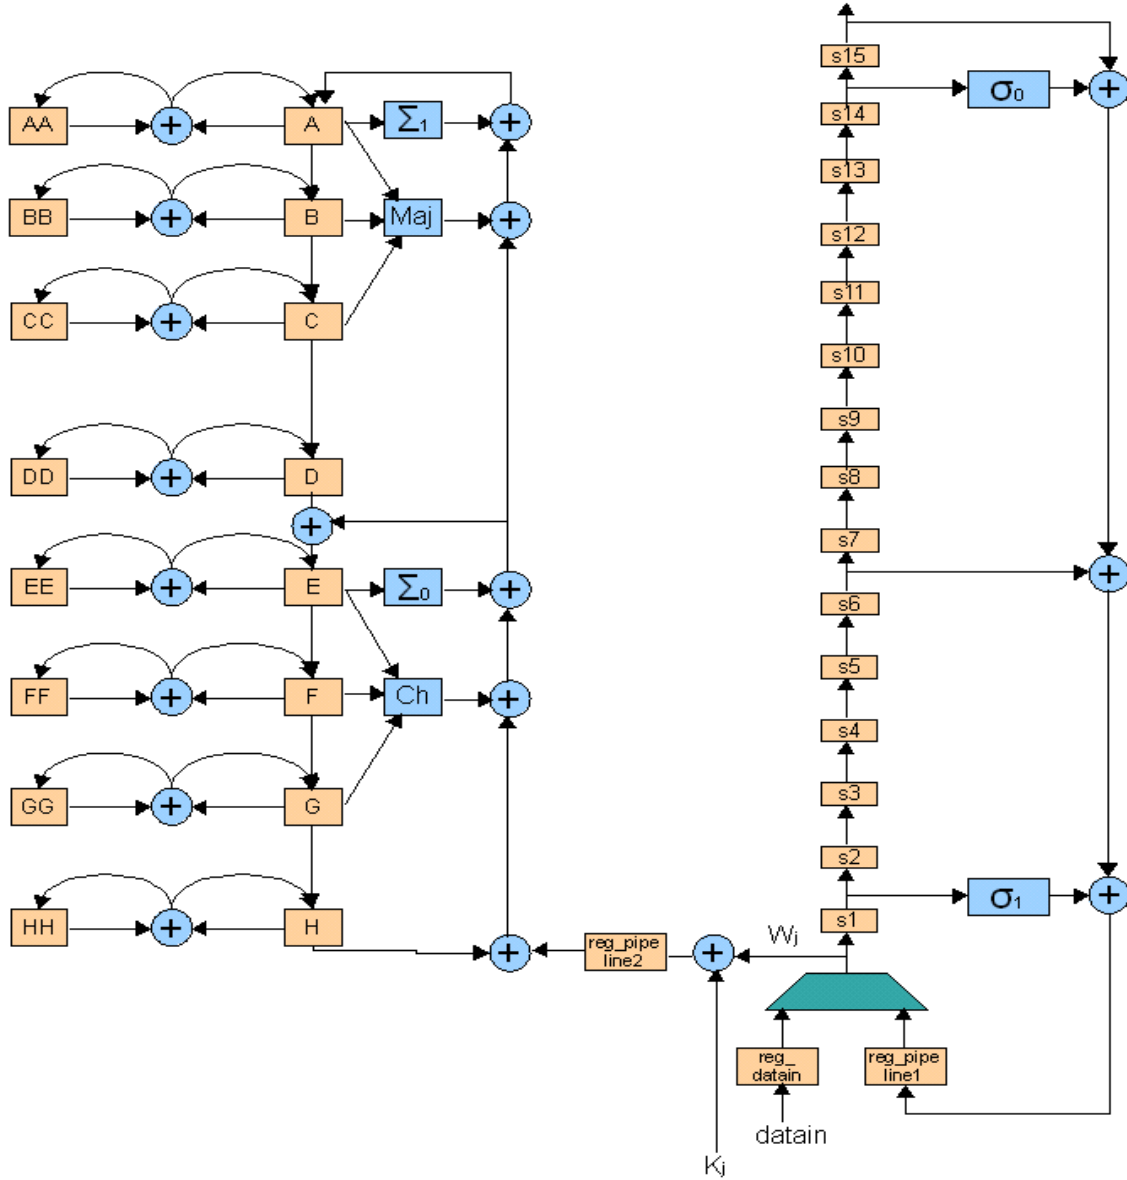 s15
σ₀
AA
+
A
Σ₁
+
s14
+
s13
BB
+
B
Maj
+
s12
s11
CC
+
C
s10
s9
DD
+
D
s8
+
s7
EE
+
E
Σ₀
+
s6
+
s5
FF
+
F
Ch
+
s4
s3
GG
+
G
s2
σ₁
+
s1
HH
+
H
Wj
+
reg_pipe
line2
+
reg_
datain
reg_pipe
line1
datain
Kj